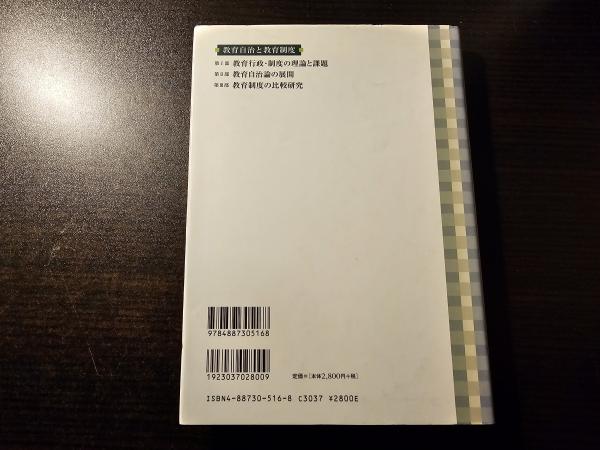 教育自治と教育制度
第Ⅰ部 教育行政・制度の理論と課題
第Ⅱ部 教育自治論の展開
第Ⅲ部 教育制度の比較研究
9784887305168
1923037028009
定価=[本体2,800円+税]
ISBN4-88730-516-8 C3037 ¥2800E